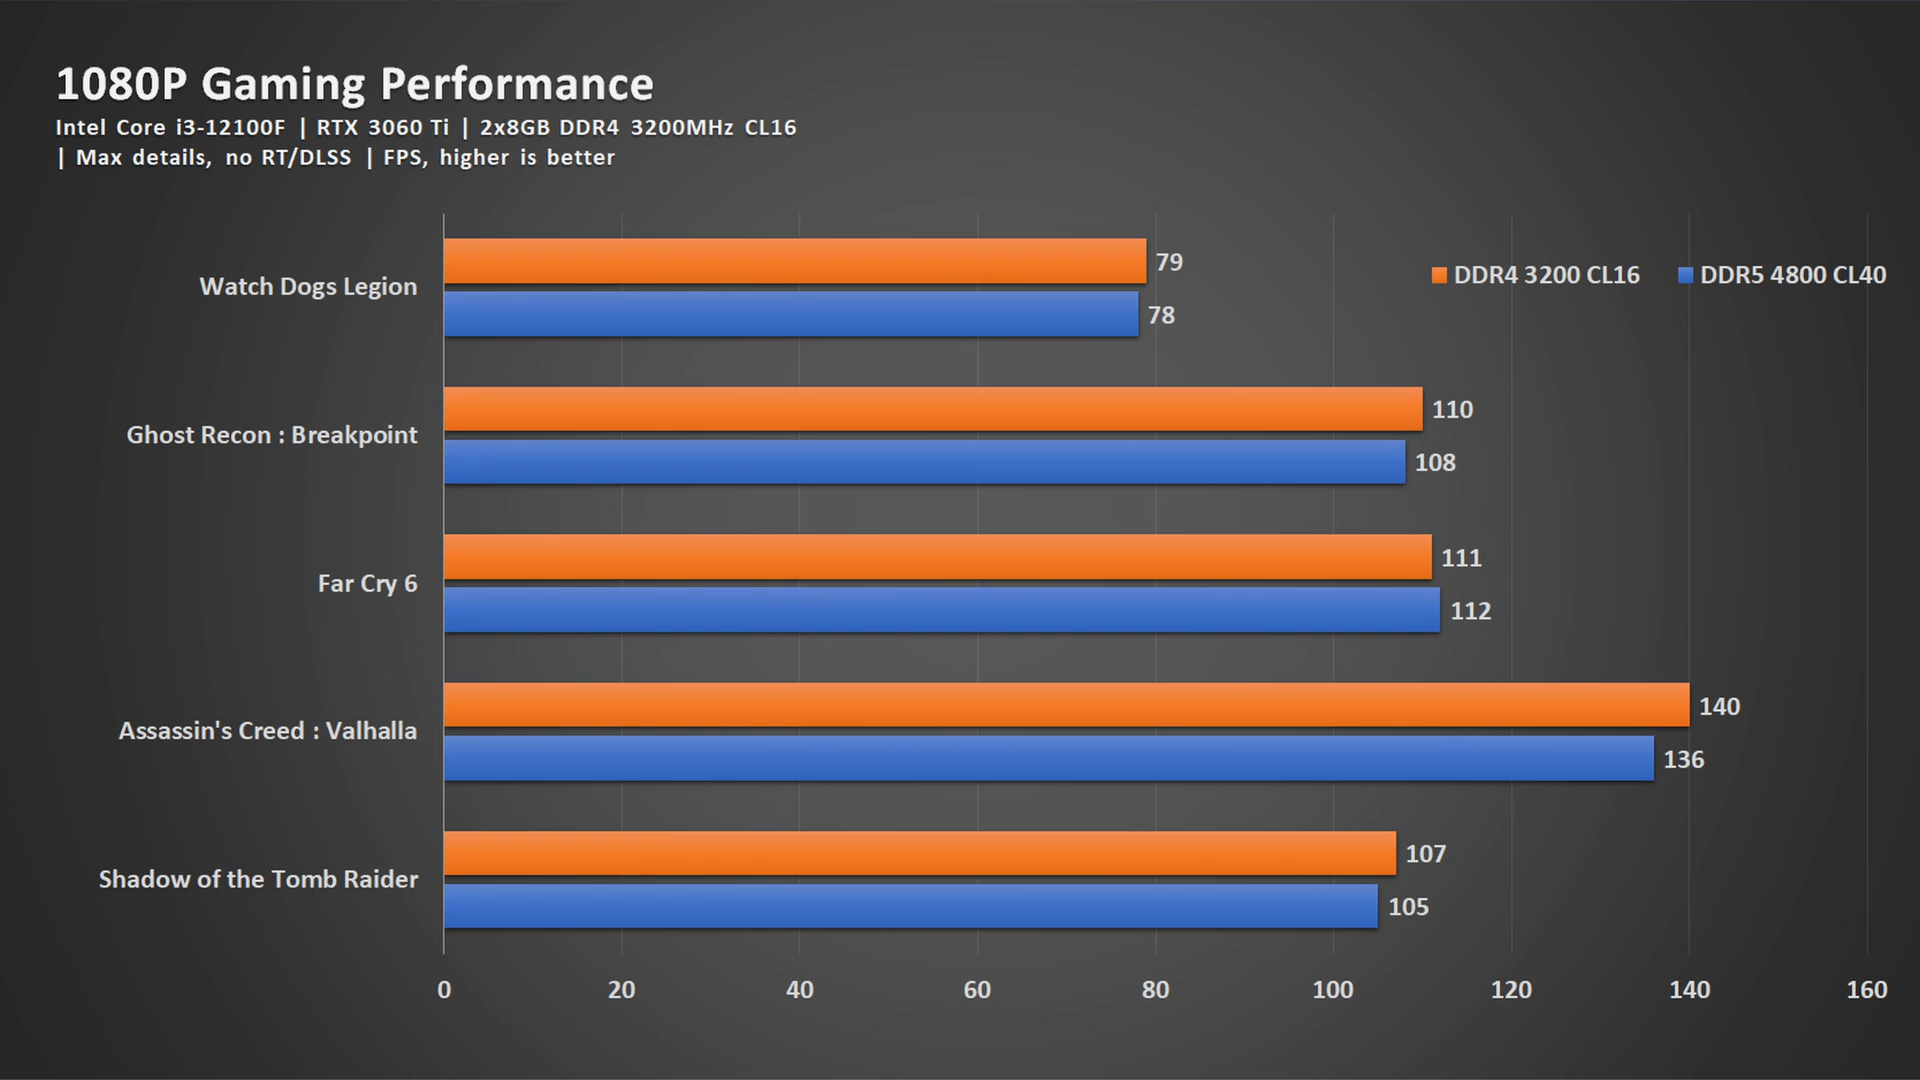 1080P Gaming Performance
Intel Core i3-12100F | RTX 3060 Ti | 2x8GB DDR4 3200MHz CL16
| Max details, no RT/DLSS | FPS, higher is better
DDR4 3200 CL16 DDR5 4800 CL40
Watch Dogs Legion
79
78
Ghost Recon : Breakpoint
110
108
Far Cry 6
111
112
Assassin's Creed : Valhalla
140
136
Shadow of the Tomb Raider
107
105
0 20 40 60 80 100 120 140 160